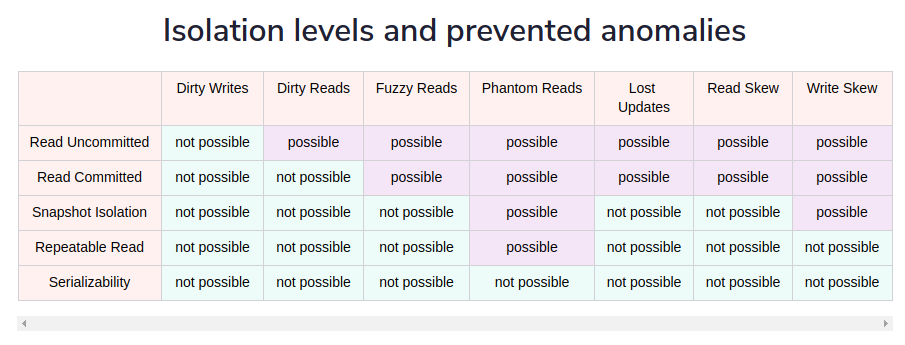 Isolation levels and prevented anomalies
Dirty Writes Dirty Reads Fuzzy Reads Phantom Reads Lost Updates Read Skew Write Skew
Read Uncommitted not possible possible possible possible possible possible possible
Read Committed not possible not possible possible possible possible possible possible
Snapshot Isolation not possible not possible not possible possible not possible not possible possible
Repeatable Read not possible not possible not possible possible not possible not possible not possible
Serializability not possible not possible not possible not possible not possible not possible not possible